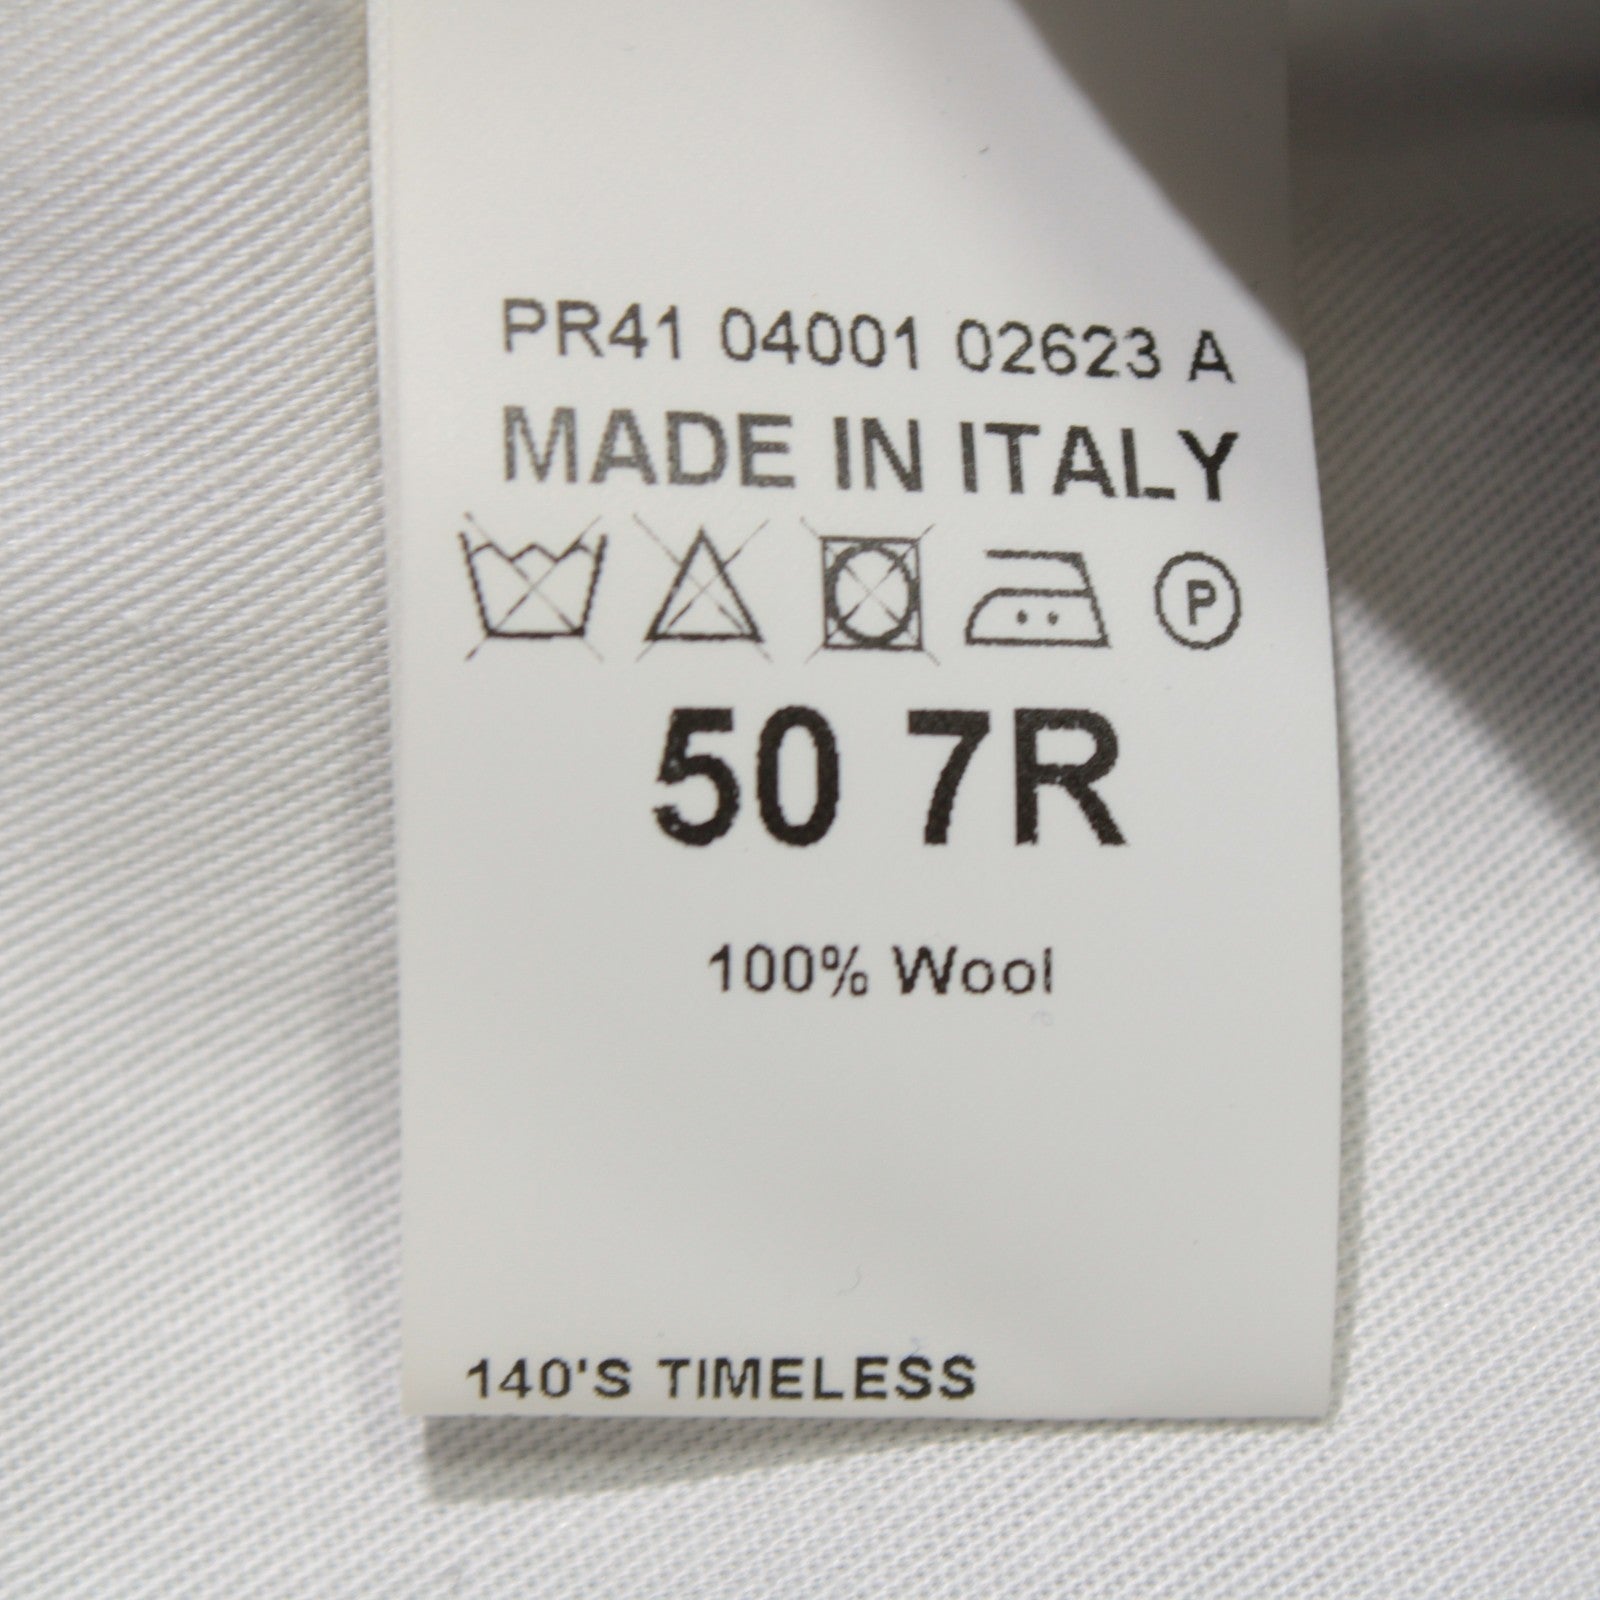 PR41 04001 02623 A
MADE IN ITALY
P
50 7R
100% Wool
140'S TIMELESS